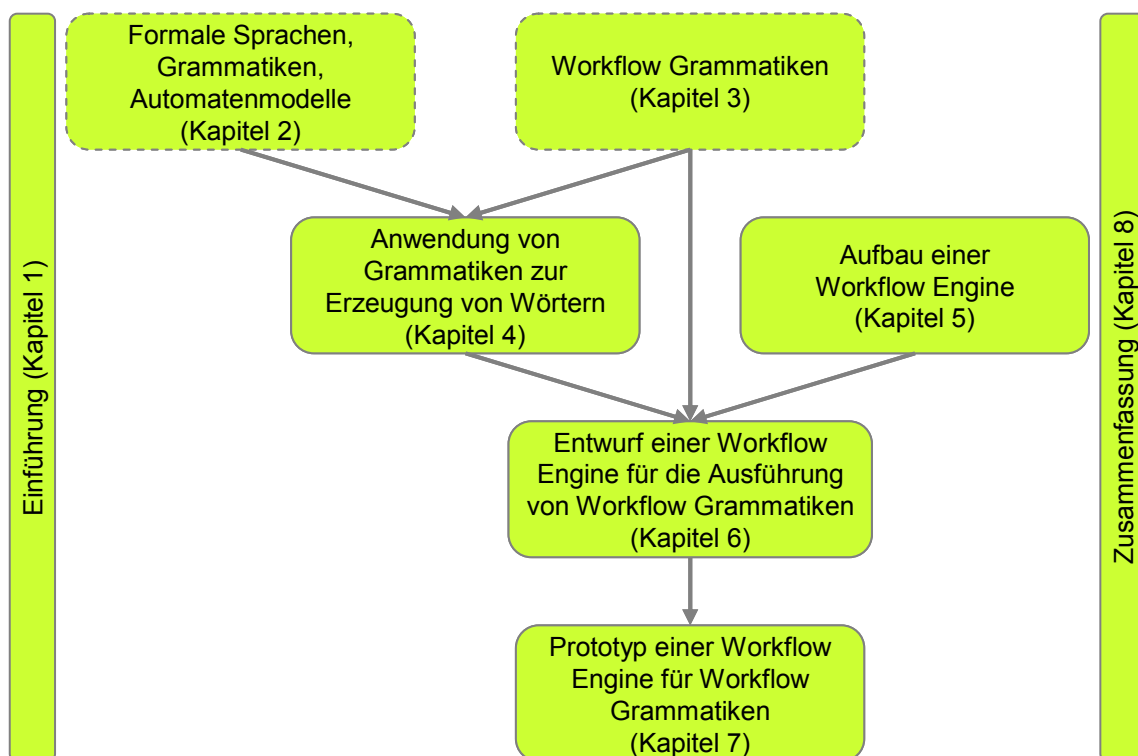 Einführung (Kapitel 1)
Formale Sprachen,
Grammatiken,
Automatenmodelle
(Kapitel 2)
Workflow Grammatiken
(Kapitel 3)
Anwendung von
Grammatiken zur
Erzeugung von Wörtern
(Kapitel 4)
Aufbau einer
Workflow Engine
(Kapitel 5)
Entwurf einer Workflow
Engine für die Ausführung
von Workflow Grammatiken
(Kapitel 6)
Prototyp einer Workflow
Engine für Workflow
Grammatiken
(Kapitel 7)
Zusammenfassung (Kapitel 8)